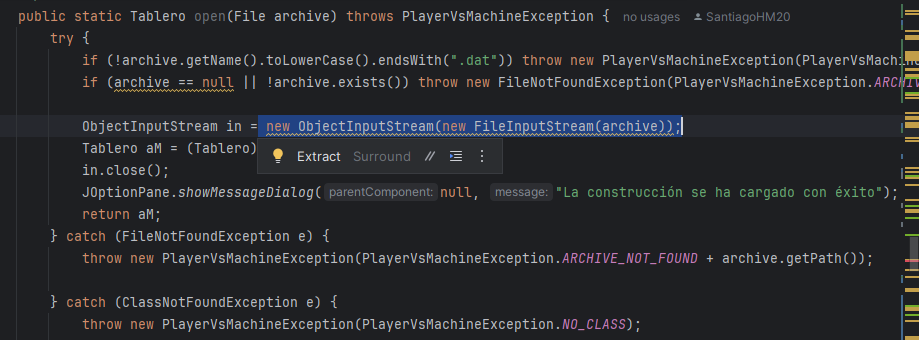 public static Tablero open(File archive) throws PlayerVsMachineException { no usages SantiagoHM20
try {
if (!archive.getName().toLowerCase().endsWith(".dat")) throw new PlayerVsMachineException(PlayerVsMachine
if (archive == null || !archive.exists()) throw new FileNotFoundException(PlayerVsMachineException.ARCHIV
ObjectInputStream in = new ObjectInputStream(new FileInputStream(archive));
Tablero aM = (Tablero)
Extract Surround //
in.close();
JOptionPane.showMessageDialog( parentComponent: null, message: "La construcción se ha cargado con éxito");
return aM;
} catch (FileNotFoundException e) {
throw new PlayerVsMachineException(PlayerVsMachineException.ARCHIVE_NOT_FOUND + archive.getPath());
} catch (ClassNotFoundException e) {
throw new PlayerVsMachineException(PlayerVsMachineException.NO_CLASS);